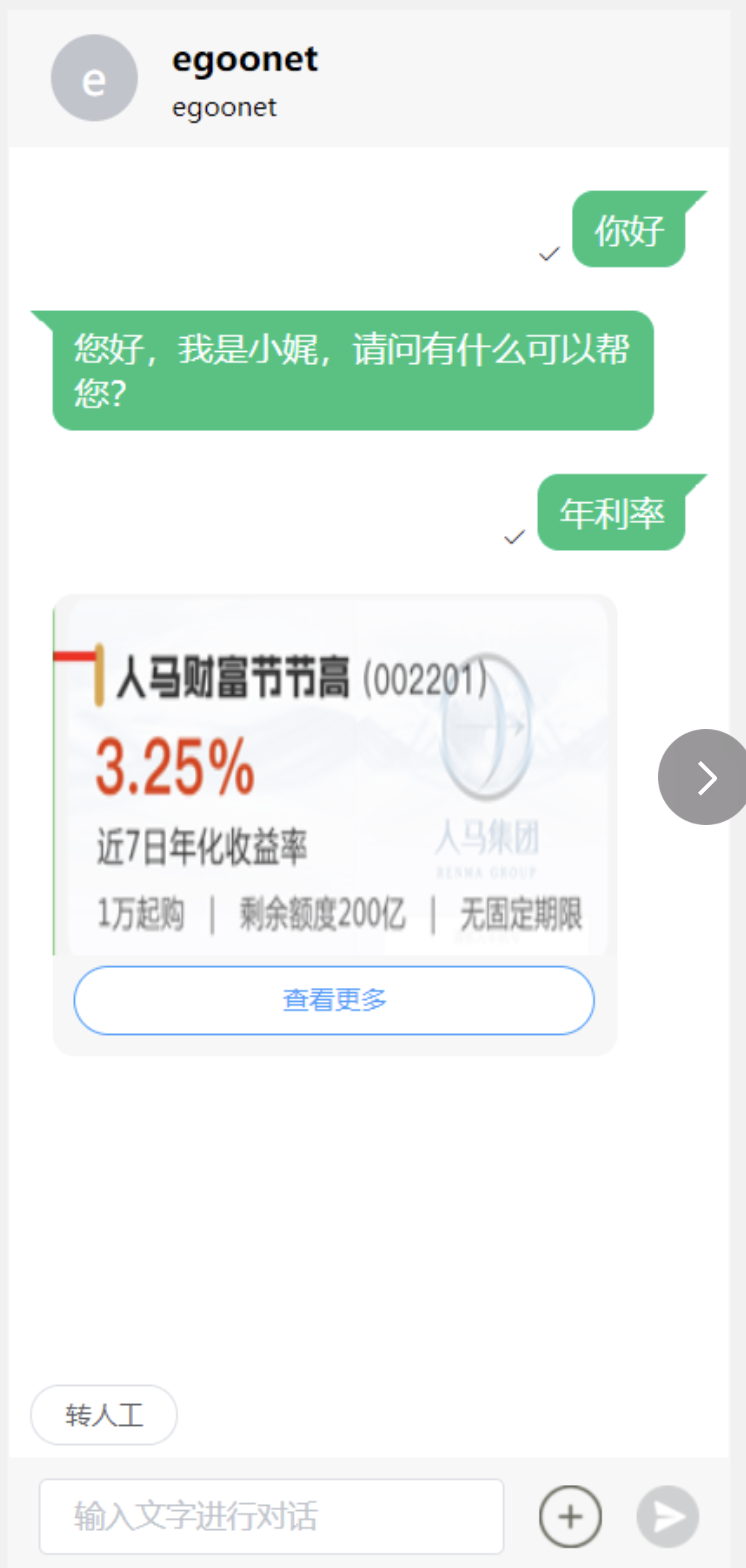 e
egoonet
egoonet
你好
您好，我是小娓，请问有什么可以帮
您？
年利率
人马财富节节高 (002201)
3.25%
近7日年化收益率
人马集团
RENMA GROUP
1万起购 | 剩余额度200亿 | 无固定期限
查看更多
转人工
输入文字进行对话